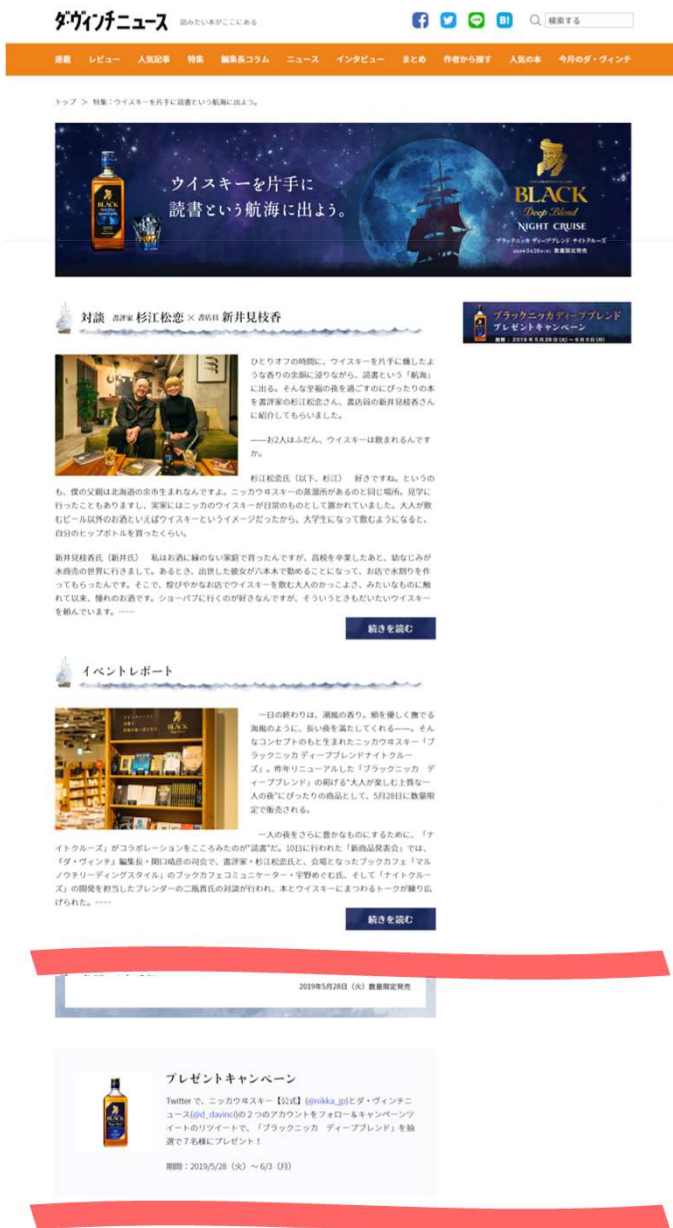 ダ・ヴィンチニュース 読みたい本がここにある
検索する
連載 レビュー 人気記事 特集 編集長コラム ニュース インタビュー まとめ 作者から探す 人気の本 今月のダ・ヴィンチ
トップ ＞ 特集：ウイスキーを片手に読書という航海に出よう。
ウイスキーを片手に
読書という航海に出よう。
BLACK
Deep Blend
NIGHT CRUISE
ブラックニッカ ディープブレンド ナイトクルーズ
2019年5月28日(火) 数量限定発売
対談 書評家 杉江松恋 × 書店員 新井見枝香
ブラックニッカディープブレンド
プレゼントキャンペーン
期間：2019年5月28日(火)～6月3日(月)
ひとりオフの時間に、ウイスキーを片手に燻したよ
うな香りの余韻に浸りながら、読書という「航海」
に出る。そんな至福の夜を過ごすのにぴったりの本
を書評家の杉江松恋さん、書店員の新井見枝香さん
に紹介してもらいました。
――お2人はふだん、ウイスキーは飲まれるんです
か。
杉江松恋氏（以下、杉江） 好きですね。というの
も、僕の父親は北海道の余市生まれなんですよ。ニッカウヰスキーの蒸溜所があるのと同じ場所。見学に
行ったこともありますし、実家にはニッカのウイスキーが日常のものとして置かれていました。大人が飲
むビール以外のお酒といえばウイスキーというイメージだったから、大学生になって飲むようになると、
自分のヒップボトルを買ったくらい。
新井見枝香氏（新井氏） 私はお酒に縁のない家庭で育ったんですが、高校を卒業したあと、幼なじみが
水商売の世界に行きまして。あるとき、出世した彼女が六本木で勤めることになって、お店で水割りを作
ってもらったんです。そこで、煌びやかなお店でウイスキーを飲む大人のかっこよさ、みたいなものに触
れて以来、憧れのお酒です。ショーパブに行くのが好きなんですが、そういうときもだいたいウイスキー
を頼んでいます。……
続きを読む
イベントレポート
一日の終わりは、潮風の香り。頬を優しく撫でる
海風のように、長い夜を満たしてくれる――。そん
なコンセプトのもと生まれたニッカウヰスキー「ブ
ラックニッカ ディープブレンドナイトクルー
ズ」。昨年リニューアルした「ブラックニッカ デ
ィープブレンド」の掲げる“大人が楽しむ上質な一
人の夜”にぴったりの商品として、5月28日に数量限
定で販売される。
一人の夜をさらに豊かなものにするために、「ナ
イトクルーズ」がコラボレーションをこころみたのが“読書”だ。10日に行われた「新商品発表会」では、
『ダ・ヴィンチ』編集長・関口靖彦の司会で、書評家・杉江松恋氏と、会場となったブックカフェ「マル
ノウチリーディングスタイル」のブックカフェコミュニケーター・宇野めぐむ氏、そして「ナイトクルー
ズ」の開発を担当したブレンダーの二瓶晋氏の対談が行われ、本とウイスキーにまつわるトークが繰り広
げられた。……
続きを読む
2019年5月28日（火）数量限定発売
プレゼントキャンペーン
Twitter で、ニッカウヰスキー【公式】(@nikka_jp)とダ・ヴィンチニ
ュース(@d_davinci)の２つのアカウントをフォロー＆キャンペーンツ
イートのリツイートで、「ブラックニッカ ディープブレンド」を抽
選で７名様にプレゼント！
期間：2019/5/28（火）～ 6/3（月）